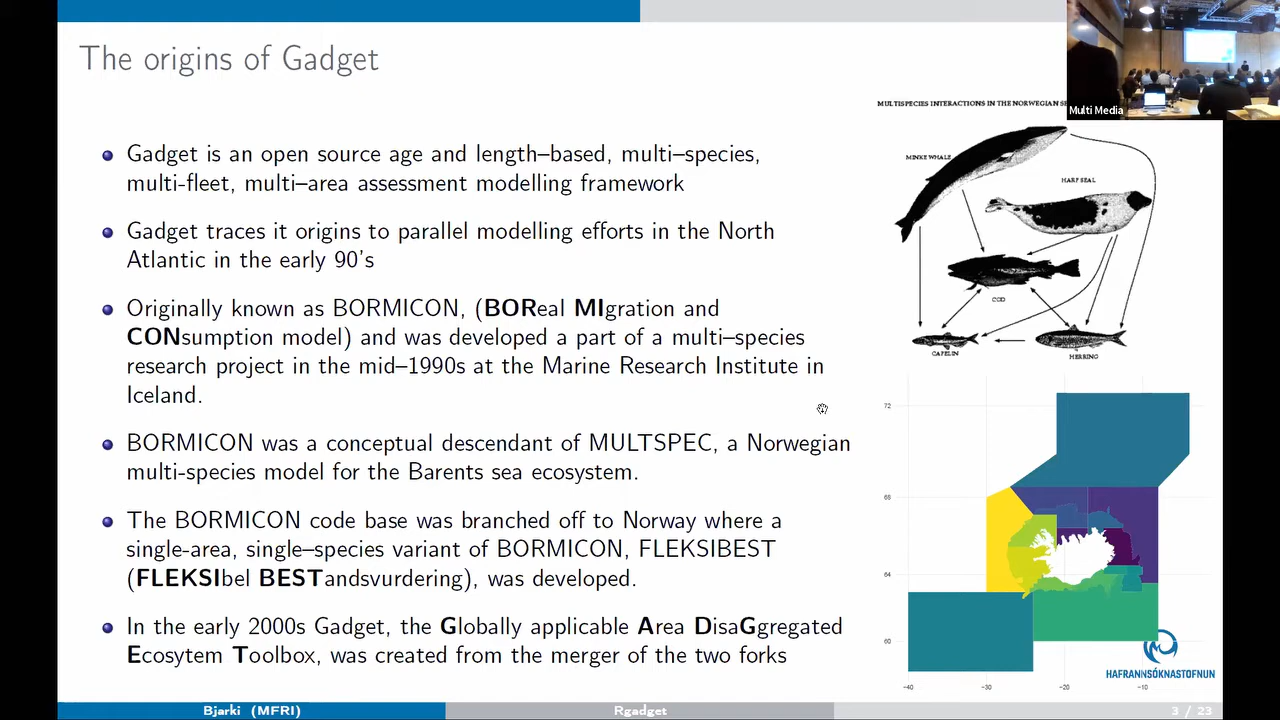 The origins of Gadget
Multi Media
MULTISPECIES INTERACTIONS IN THE NORWEGIAN
MINKE WHALE
HARP SEAL
COD
CAPELIN
HERRING
Gadget is an open source age and length–based, multi–species,
multi-fleet, multi–area assessment modelling framework
Gadget traces it origins to parallel modelling efforts in the North
Atlantic in the early 90's
Originally known as BORMICON, (BOReal MIgration and
CONsumption model) and was developed a part of a multi–species
research project in the mid–1990s at the Marine Research Institute in
Iceland.
BORMICON was a conceptual descendant of MULTSPEC, a Norwegian
multi-species model for the Barents sea ecosystem.
The BORMICON code base was branched off to Norway where a
single-area, single–species variant of BORMICON, FLEKSIBEST
(FLEKSIbel BESTandsvurdering), was developed.
In the early 2000s Gadget, the Globally applicable Area DisaGgregated
Ecosytem Toolbox, was created from the merger of the two forks
72
68
64
60
−40
−30
−20
−10
HAFRANNSÓKNASTOFNUN
Bjarki (MFRI)
Rgadget
3 / 23